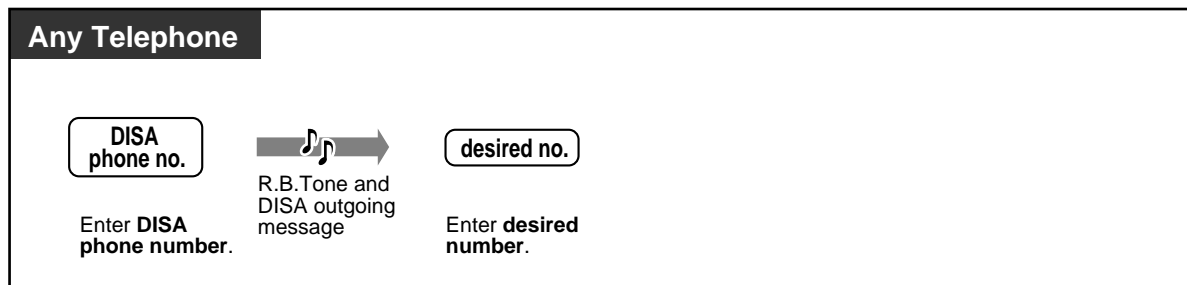 Any Telephone
DISA
phone no.
R.B.Tone and
DISA outgoing
message
desired no.
Enter DISA
phone number.
Enter desired
number.